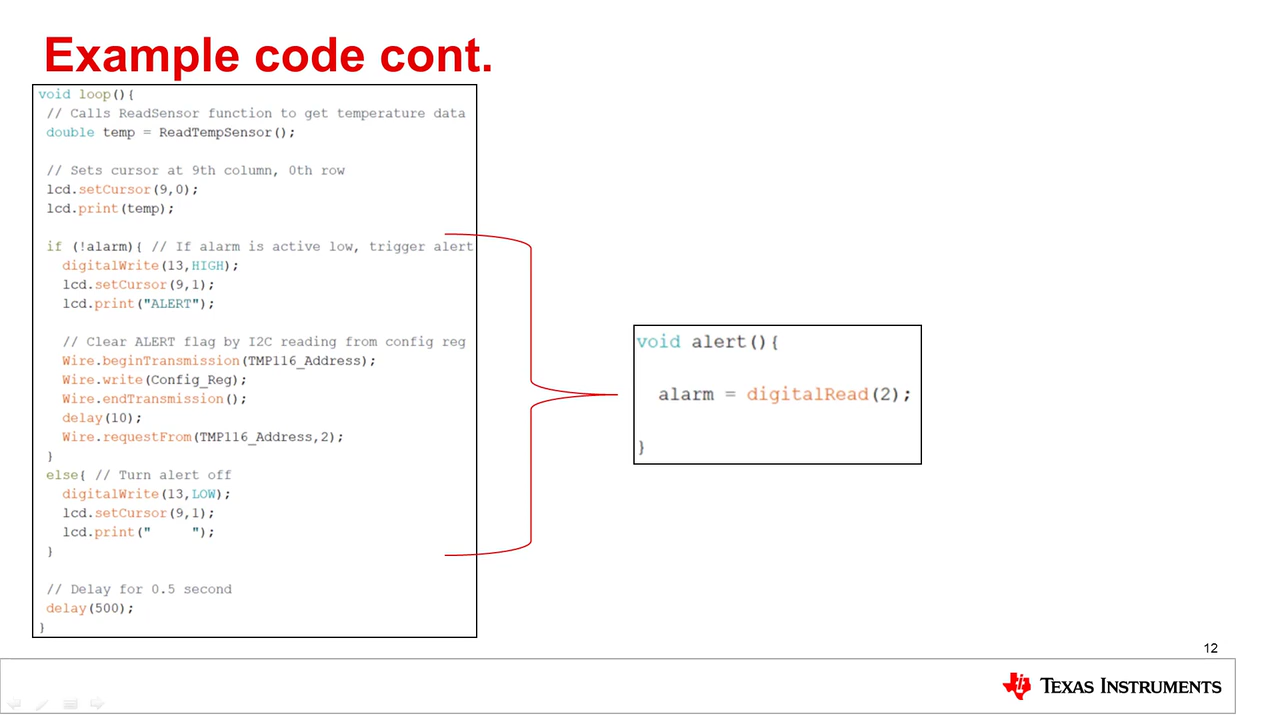 Example code cont.
void loop(){
// Calls ReadSensor function to get temperature data
double temp = ReadTempSensor();
// Sets cursor at 9th column, 0th row
lcd.setCursor(9,0);
lcd.print(temp);
if (!alarm){ // If alarm is active low, trigger alert
digitalWrite(13,HIGH);
lcd.setCursor(9,1);
lcd.print("ALERT");
// Clear ALERT flag by I2C reading from config reg
Wire.beginTransmission(TMP116_Address);
Wire.write(Config_Reg);
Wire.endTransmission();
delay(10);
Wire.requestFrom(TMP116_Address,2);
}
else{ // Turn alert off
digitalWrite(13,LOW);
lcd.setCursor(9,1);
lcd.print("     ");
}
// Delay for 0.5 second
delay(500);
}
void alert(){
alarm = digitalRead(2);
}
12
TEXAS INSTRUMENTS